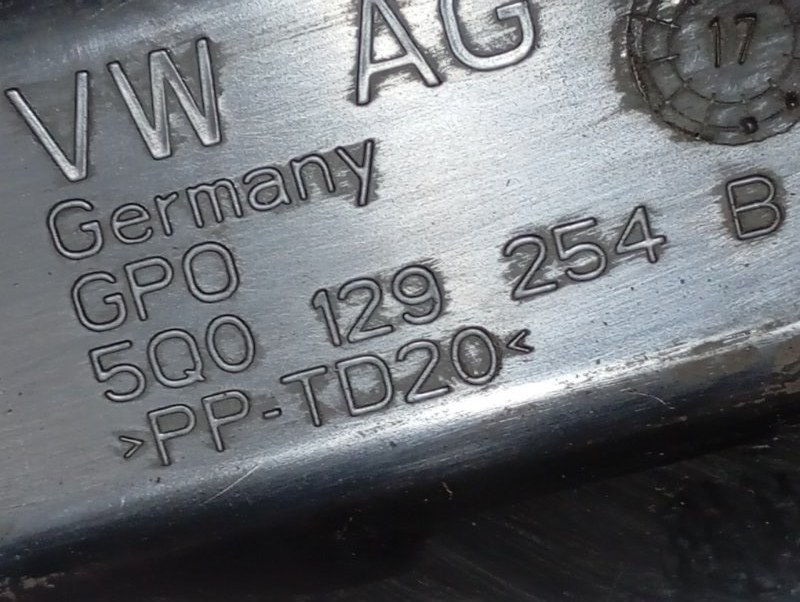 VW AG
17
Germany
GPO
5Q0 129 254 B
>PP-TD20<